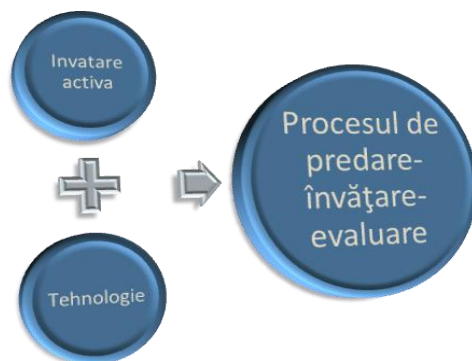 Invatare
activa
Tehnologie
Procesul de
predare-
învăţare-
evaluare